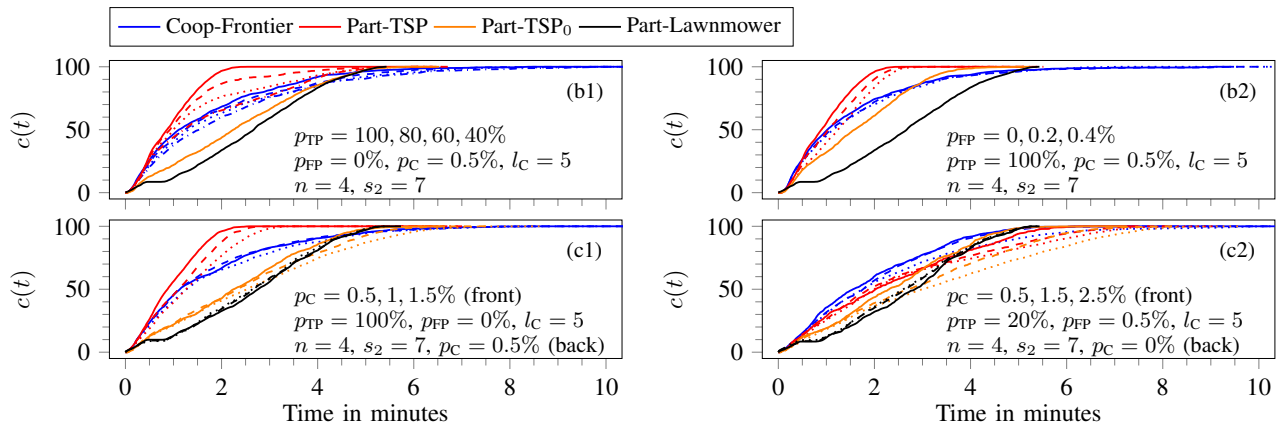 Coop-Frontier Part-TSP Part-TSP₀ Part-Lawnmower
100
50
0
c(t)
(b1)
p_TP = 100, 80, 60, 40%
p_FP = 0%, p_C = 0.5%, l_C = 5
n = 4, s₂ = 7
100
50
0
c(t)
(b2)
p_FP = 0, 0.2, 0.4%
p_TP = 100%, p_C = 0.5%, l_C = 5
n = 4, s₂ = 7
100
50
0
c(t)
(c1)
p_C = 0.5, 1, 1.5% (front)
p_TP = 100%, p_FP = 0%, l_C = 5
n = 4, s₂ = 7, p_C = 0.5% (back)
0 2 4 6 8 10
Time in minutes
100
50
0
c(t)
(c2)
p_C = 0.5, 1.5, 2.5% (front)
p_TP = 20%, p_FP = 0.5%, l_C = 5
n = 4, s₂ = 7, p_C = 0% (back)
0 2 4 6 8 10
Time in minutes